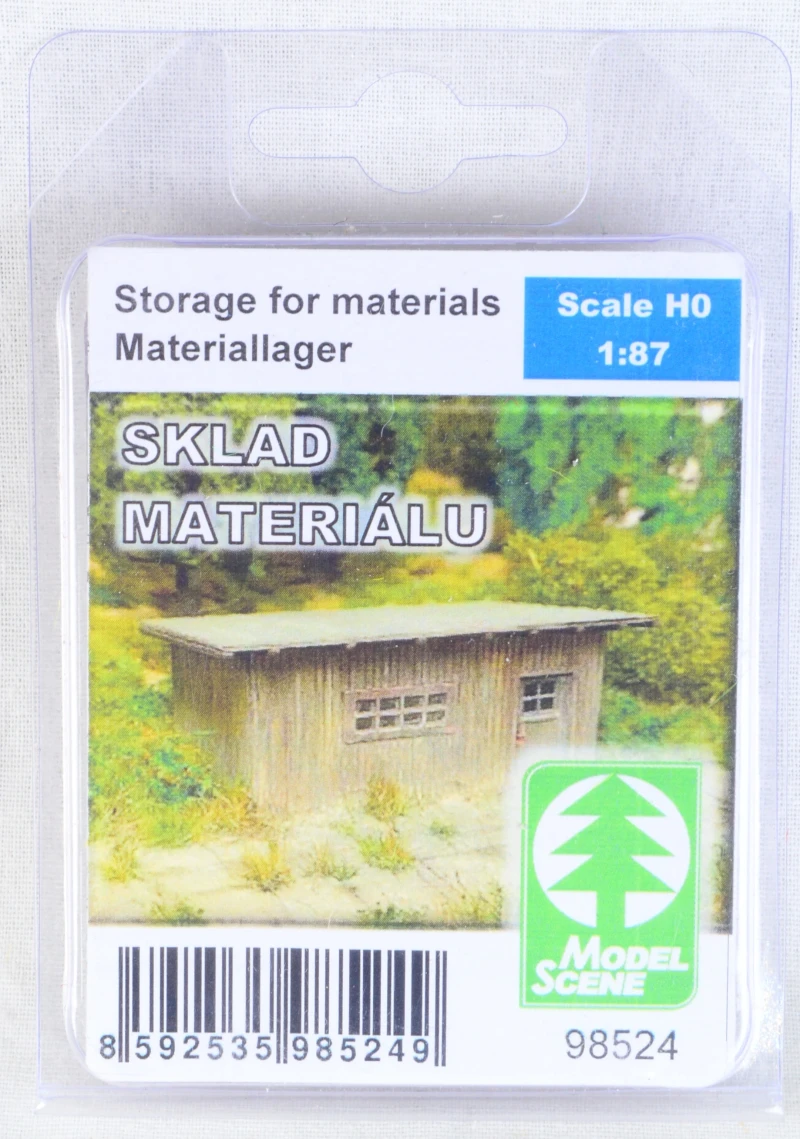 Storage for materials
Materiallager
Scale H0
1:87
SKLAD
MATERIÁLU
MODEL
SCENE
8 592535 985249
98524